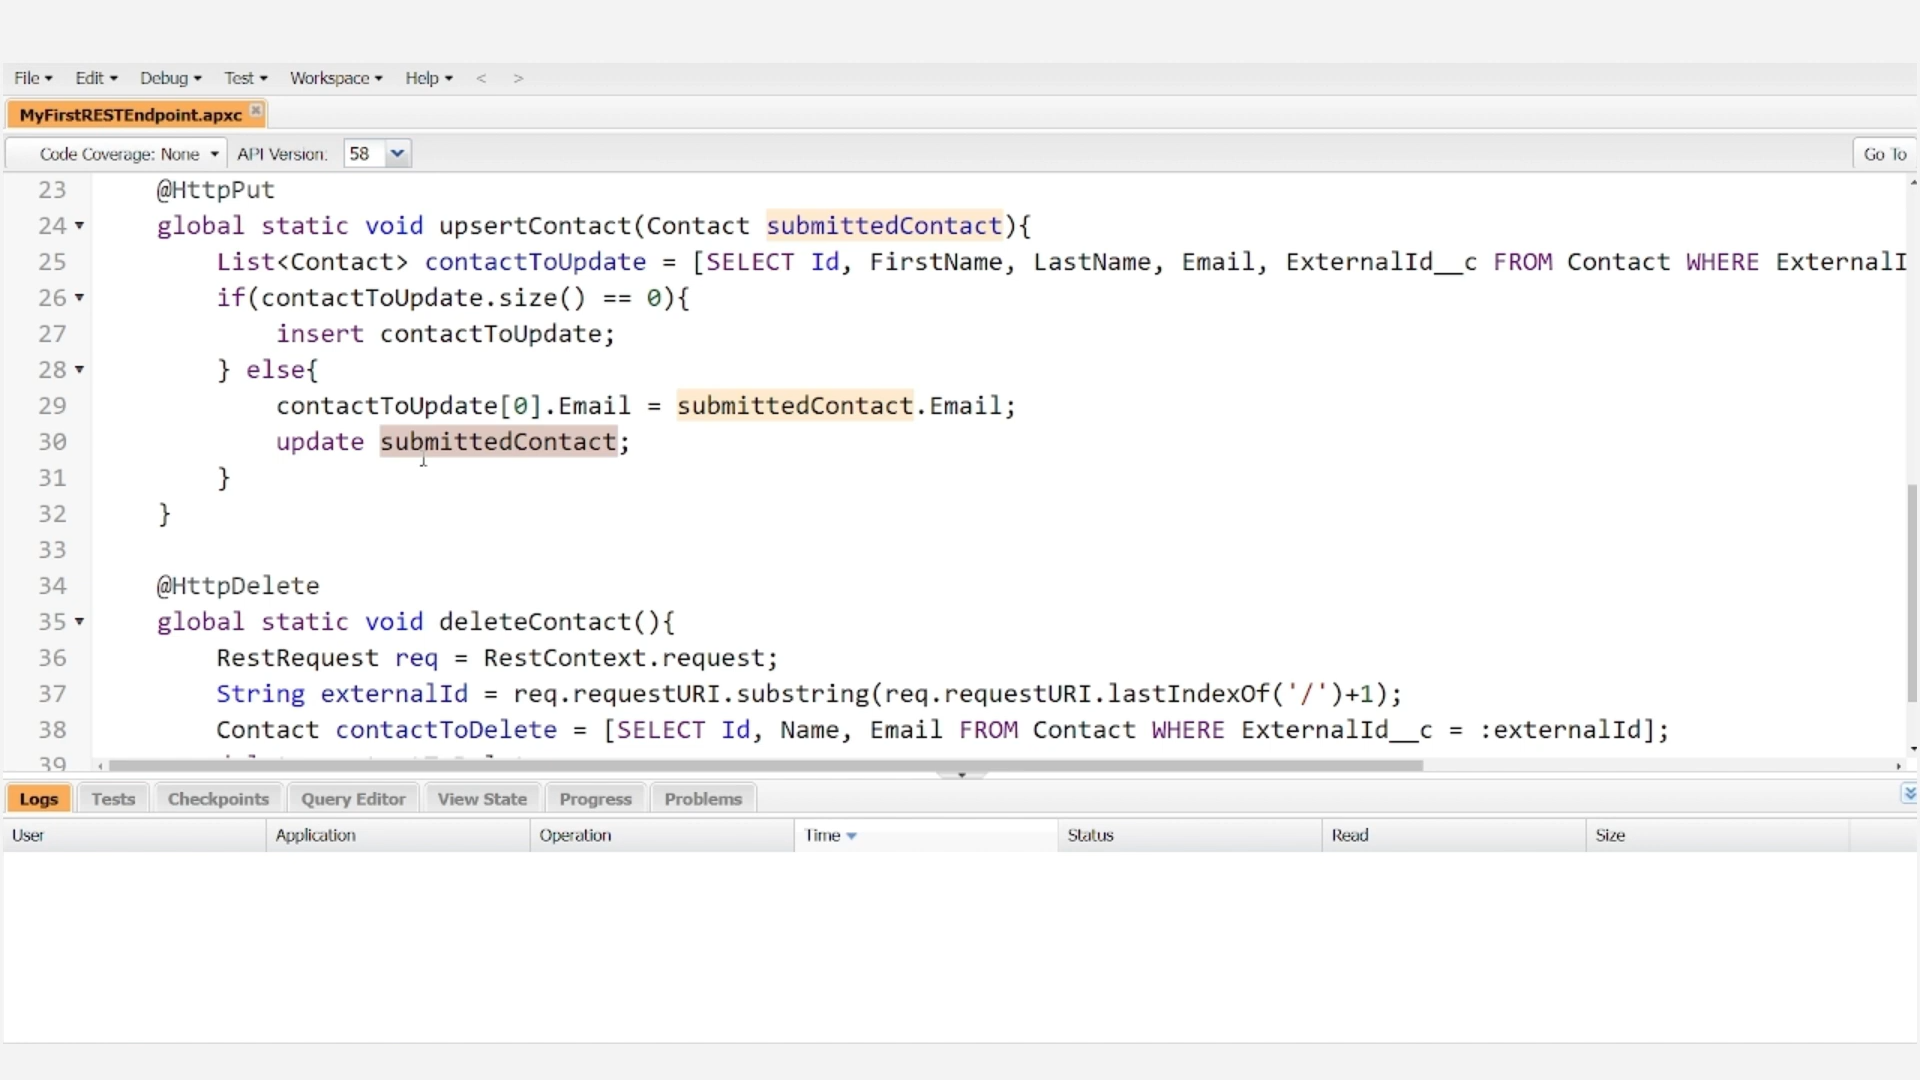 File Edit Debug Test Workspace Help < >
MyFirstRESTEndpoint.apxc
Code Coverage: None API Version: 58 Go To
23 @HttpPut
24 global static void upsertContact(Contact submittedContact){
25 List<Contact> contactToUpdate = [SELECT Id, FirstName, LastName, Email, ExternalId__c FROM Contact WHERE ExternalI
26 if(contactToUpdate.size() == 0){
27 insert contactToUpdate;
28 } else{
29 contactToUpdate[0].Email = submittedContact.Email;
30 update submittedContact;
31 }
32 }
33
34 @HttpDelete
35 global static void deleteContact(){
36 RestRequest req = RestContext.request;
37 String externalId = req.requestURI.substring(req.requestURI.lastIndexOf('/')+1);
38 Contact contactToDelete = [SELECT Id, Name, Email FROM Contact WHERE ExternalId__c = :externalId];
39
Logs Tests Checkpoints Query Editor View State Progress Problems
User Application Operation Time Status Read Size